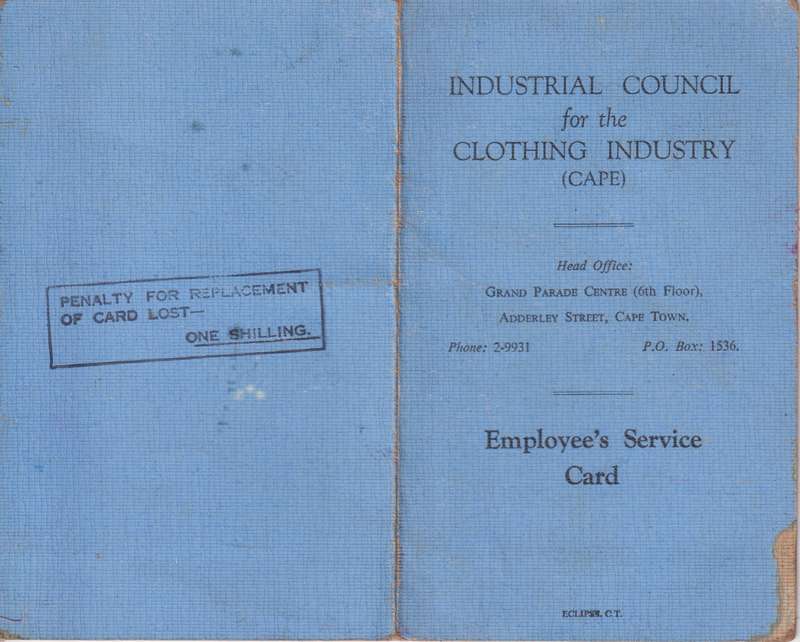 PENALTY FOR REPLACEMENT
OF CARD LOST—
ONE SHILLING.
INDUSTRIAL COUNCIL
for the
CLOTHING INDUSTRY
(CAPE)
Head Office:
GRAND PARADE CENTRE (6th Floor),
ADDERLEY STREET, CAPE TOWN.
Phone: 2-9931 P.O. Box: 1536.
Employee's Service
Card
ECLIPSE, C.T.